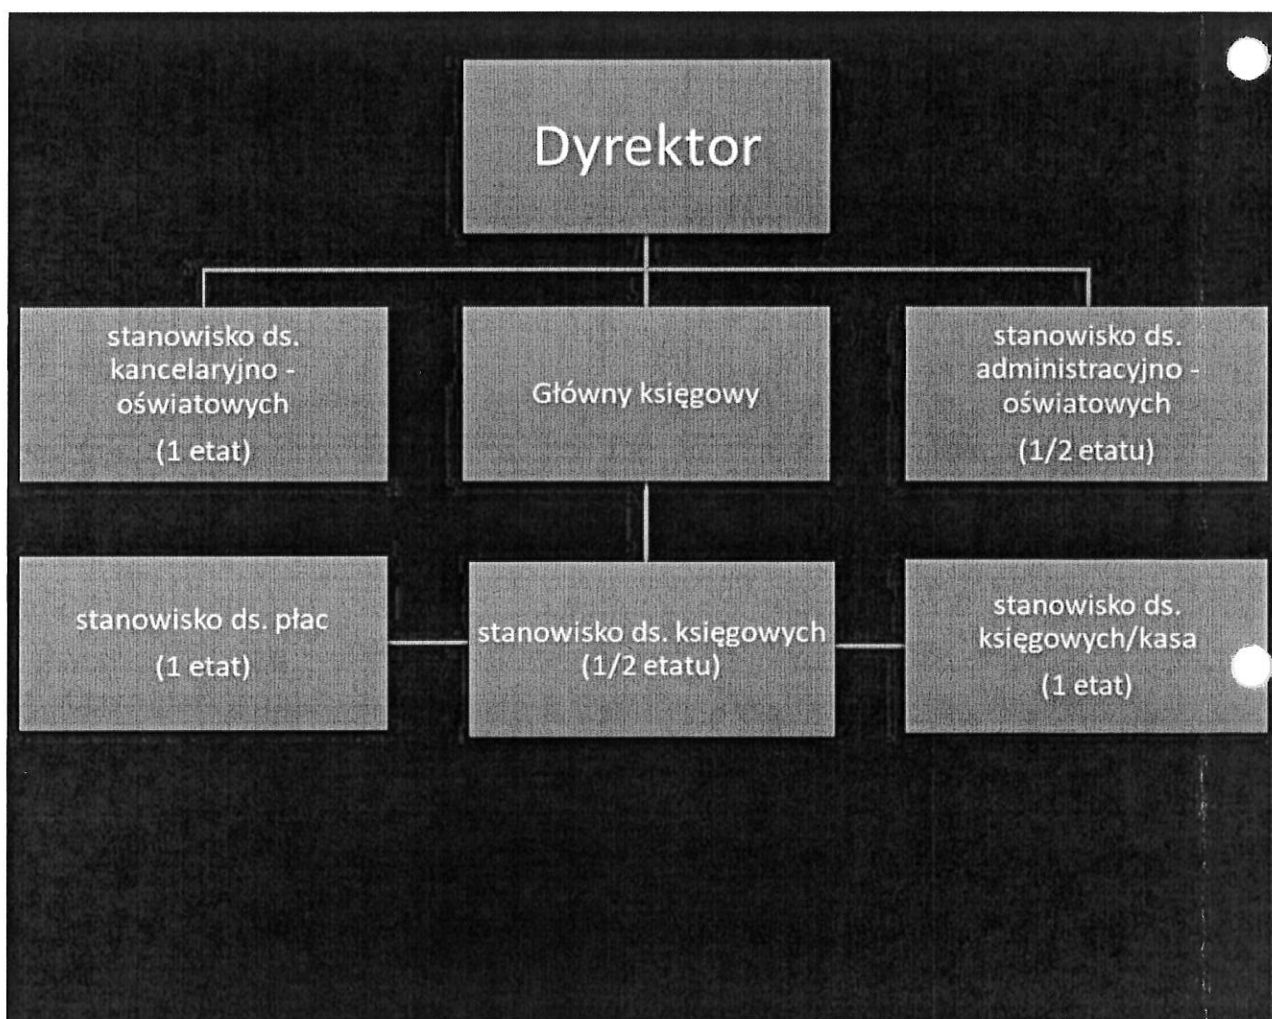 Dyrektor
stanowisko ds.
kancelaryjno -
oświatowych
(1 etat)
Główny księgowy
stanowisko ds.
administracyjno -
oświatowych
(1/2 etatu)
stanowisko ds. płac
(1 etat)
stanowisko ds. księgowych
(1/2 etatu)
stanowisko ds.
księgowych/kasa
(1 etat)